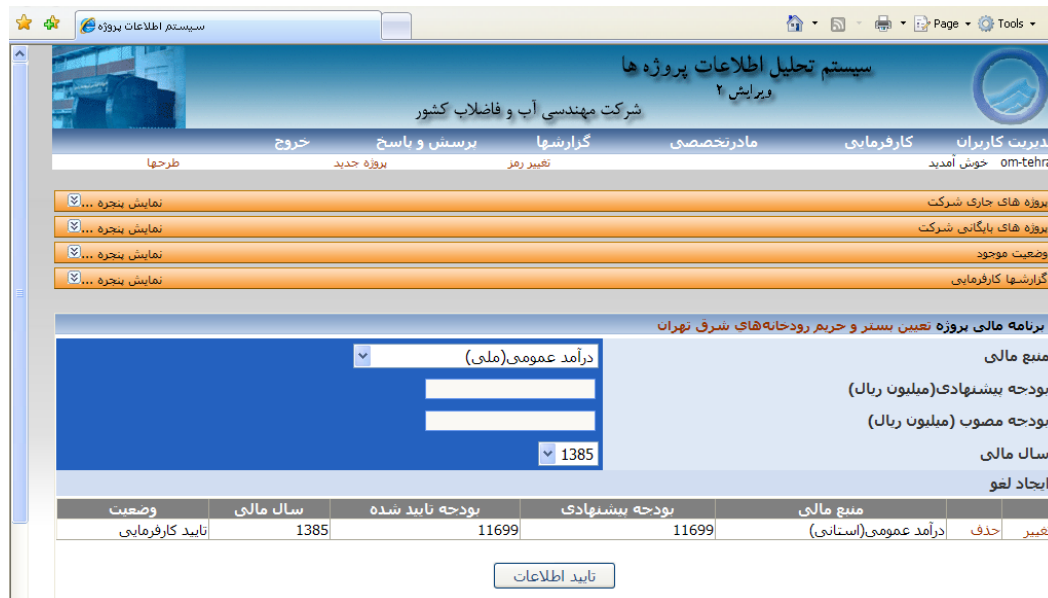 سیستم اطلاعات پروژه
Page Tools
سیستم تحلیل اطلاعات پروژه ها
ویرایش ۲
شرکت مهندسی آب و فاضلاب کشور
مدیریت کاربران کارفرمایی مادرتخصصی گزارشها پرسش و پاسخ خروج
om-tehra خوش آمدید تغییر رمز پروژه جدید طرحها
پروژه های جاری شرکت نمایش پنجره ...
پروژه های بایگانی شرکت نمایش پنجره ...
وضعیت موجود نمایش پنجره ...
گزارشها کارفرمایی نمایش پنجره ...
برنامه مالی پروژه تعیین بستر و حریم رودخانه‌های شرق تهران
منبع مالی درآمد عمومی(ملی)
بودجه پیشنهادی(میلیون ریال)
بودجه مصوب (میلیون ریال)
سال مالی 1385
ایجاد لغو
منبع مالی بودجه پیشنهادی بودجه تایید شده سال مالی وضعیت
تغییر حذف درآمد عمومی(استانی) 11699 11699 1385 تایید کارفرمایی
تایید اطلاعات